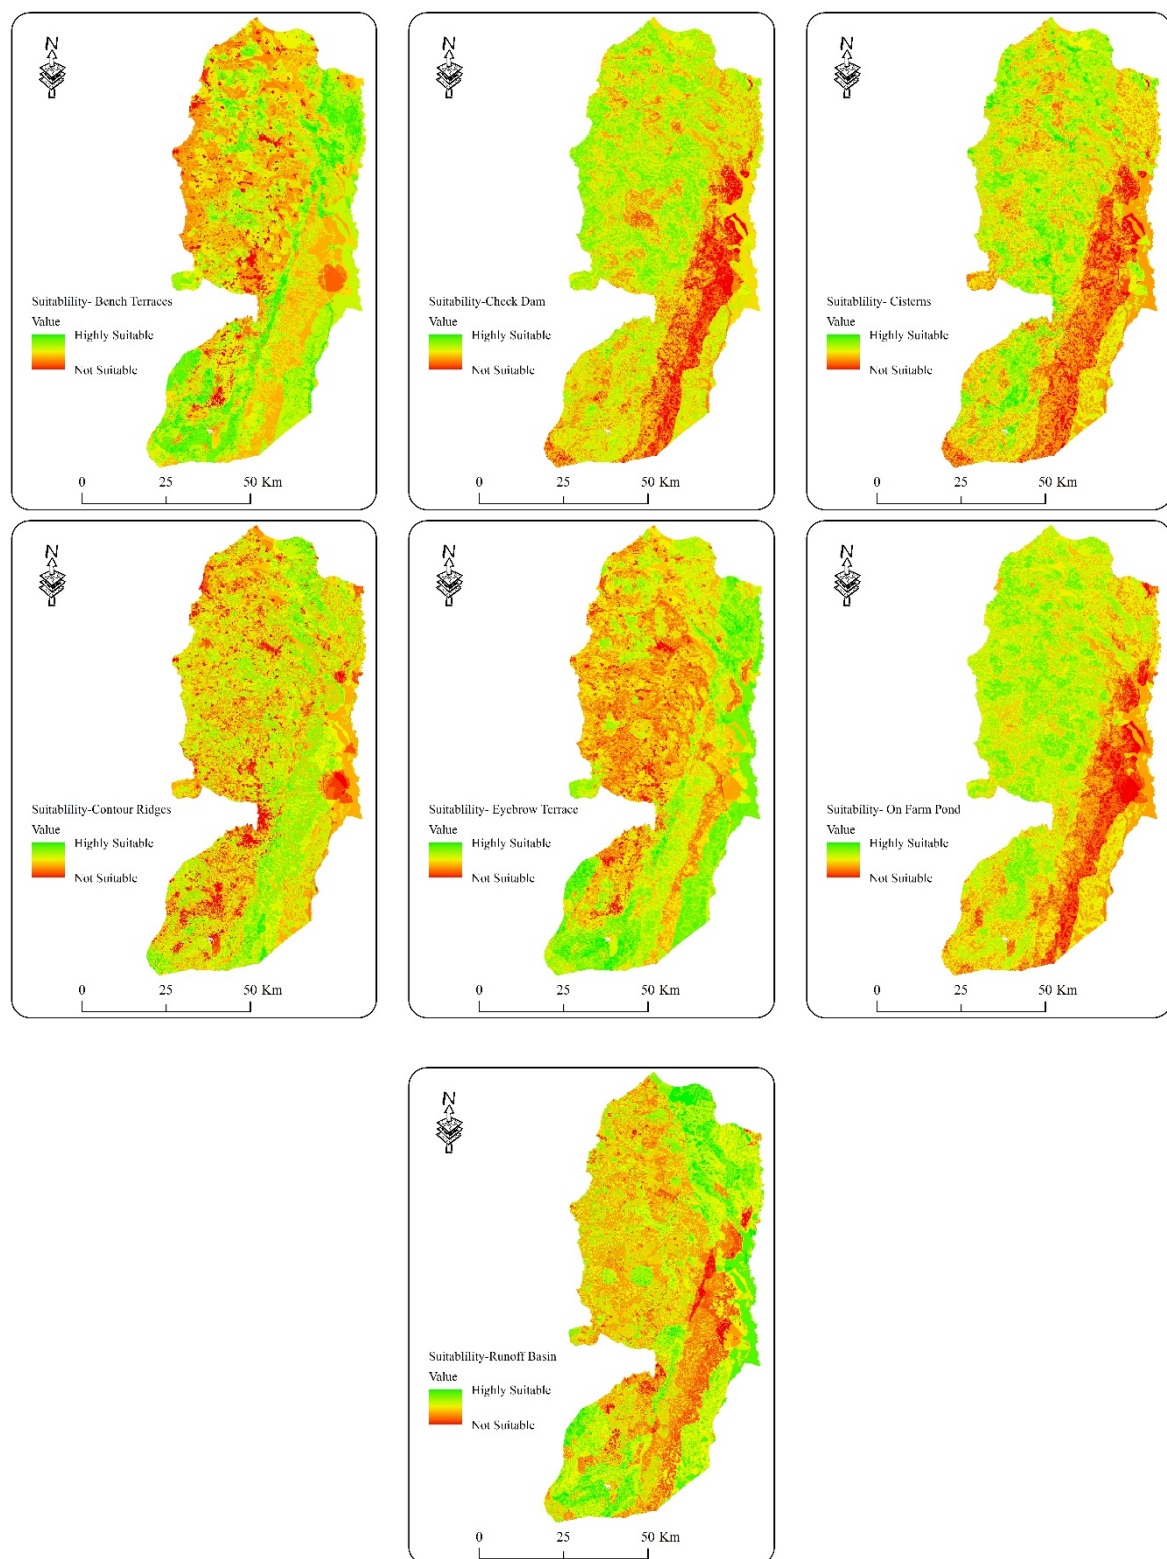 N
Suitablility- Bench Terraces
Value
Highly Suitable
Not Suitable
0 25 50 Km
N
Suitability-Check Dam
Value
Highly Suitable
Not Suitable
0 25 50 Km
N
Suitablility- Cisterns
Value
Highly Suitable
Not Suitable
0 25 50 Km
N
Suitablility-Contour Ridges
Value
Highly Suitable
Not Suitable
0 25 50 Km
N
Suitablility- Eyebrow Terrace
Value
Highly Suitable
Not Suitable
0 25 50 Km
N
Suitability- On Farm Pond
Value
Highly Suitable
Not Suitable
0 25 50 Km
N
Suitablility-Runoff Basin
Value
Highly Suitable
Not Suitable
0 25 50 Km